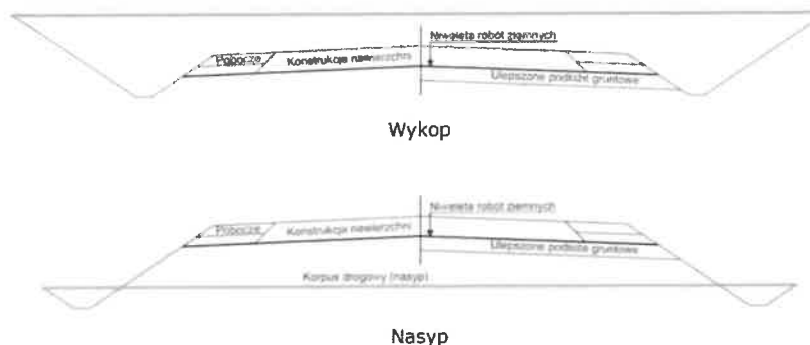 Niweleta robót ziemnych
Pobocze
Konstrukcja nawierzchni
Ulepszone podłoże gruntowe
Wykop
Niweleta robót ziemnych
Pobocze
Konstrukcja nawierzchni
Ulepszone podłoże gruntowe
Korpus drogowy (nasyp)
Nasyp